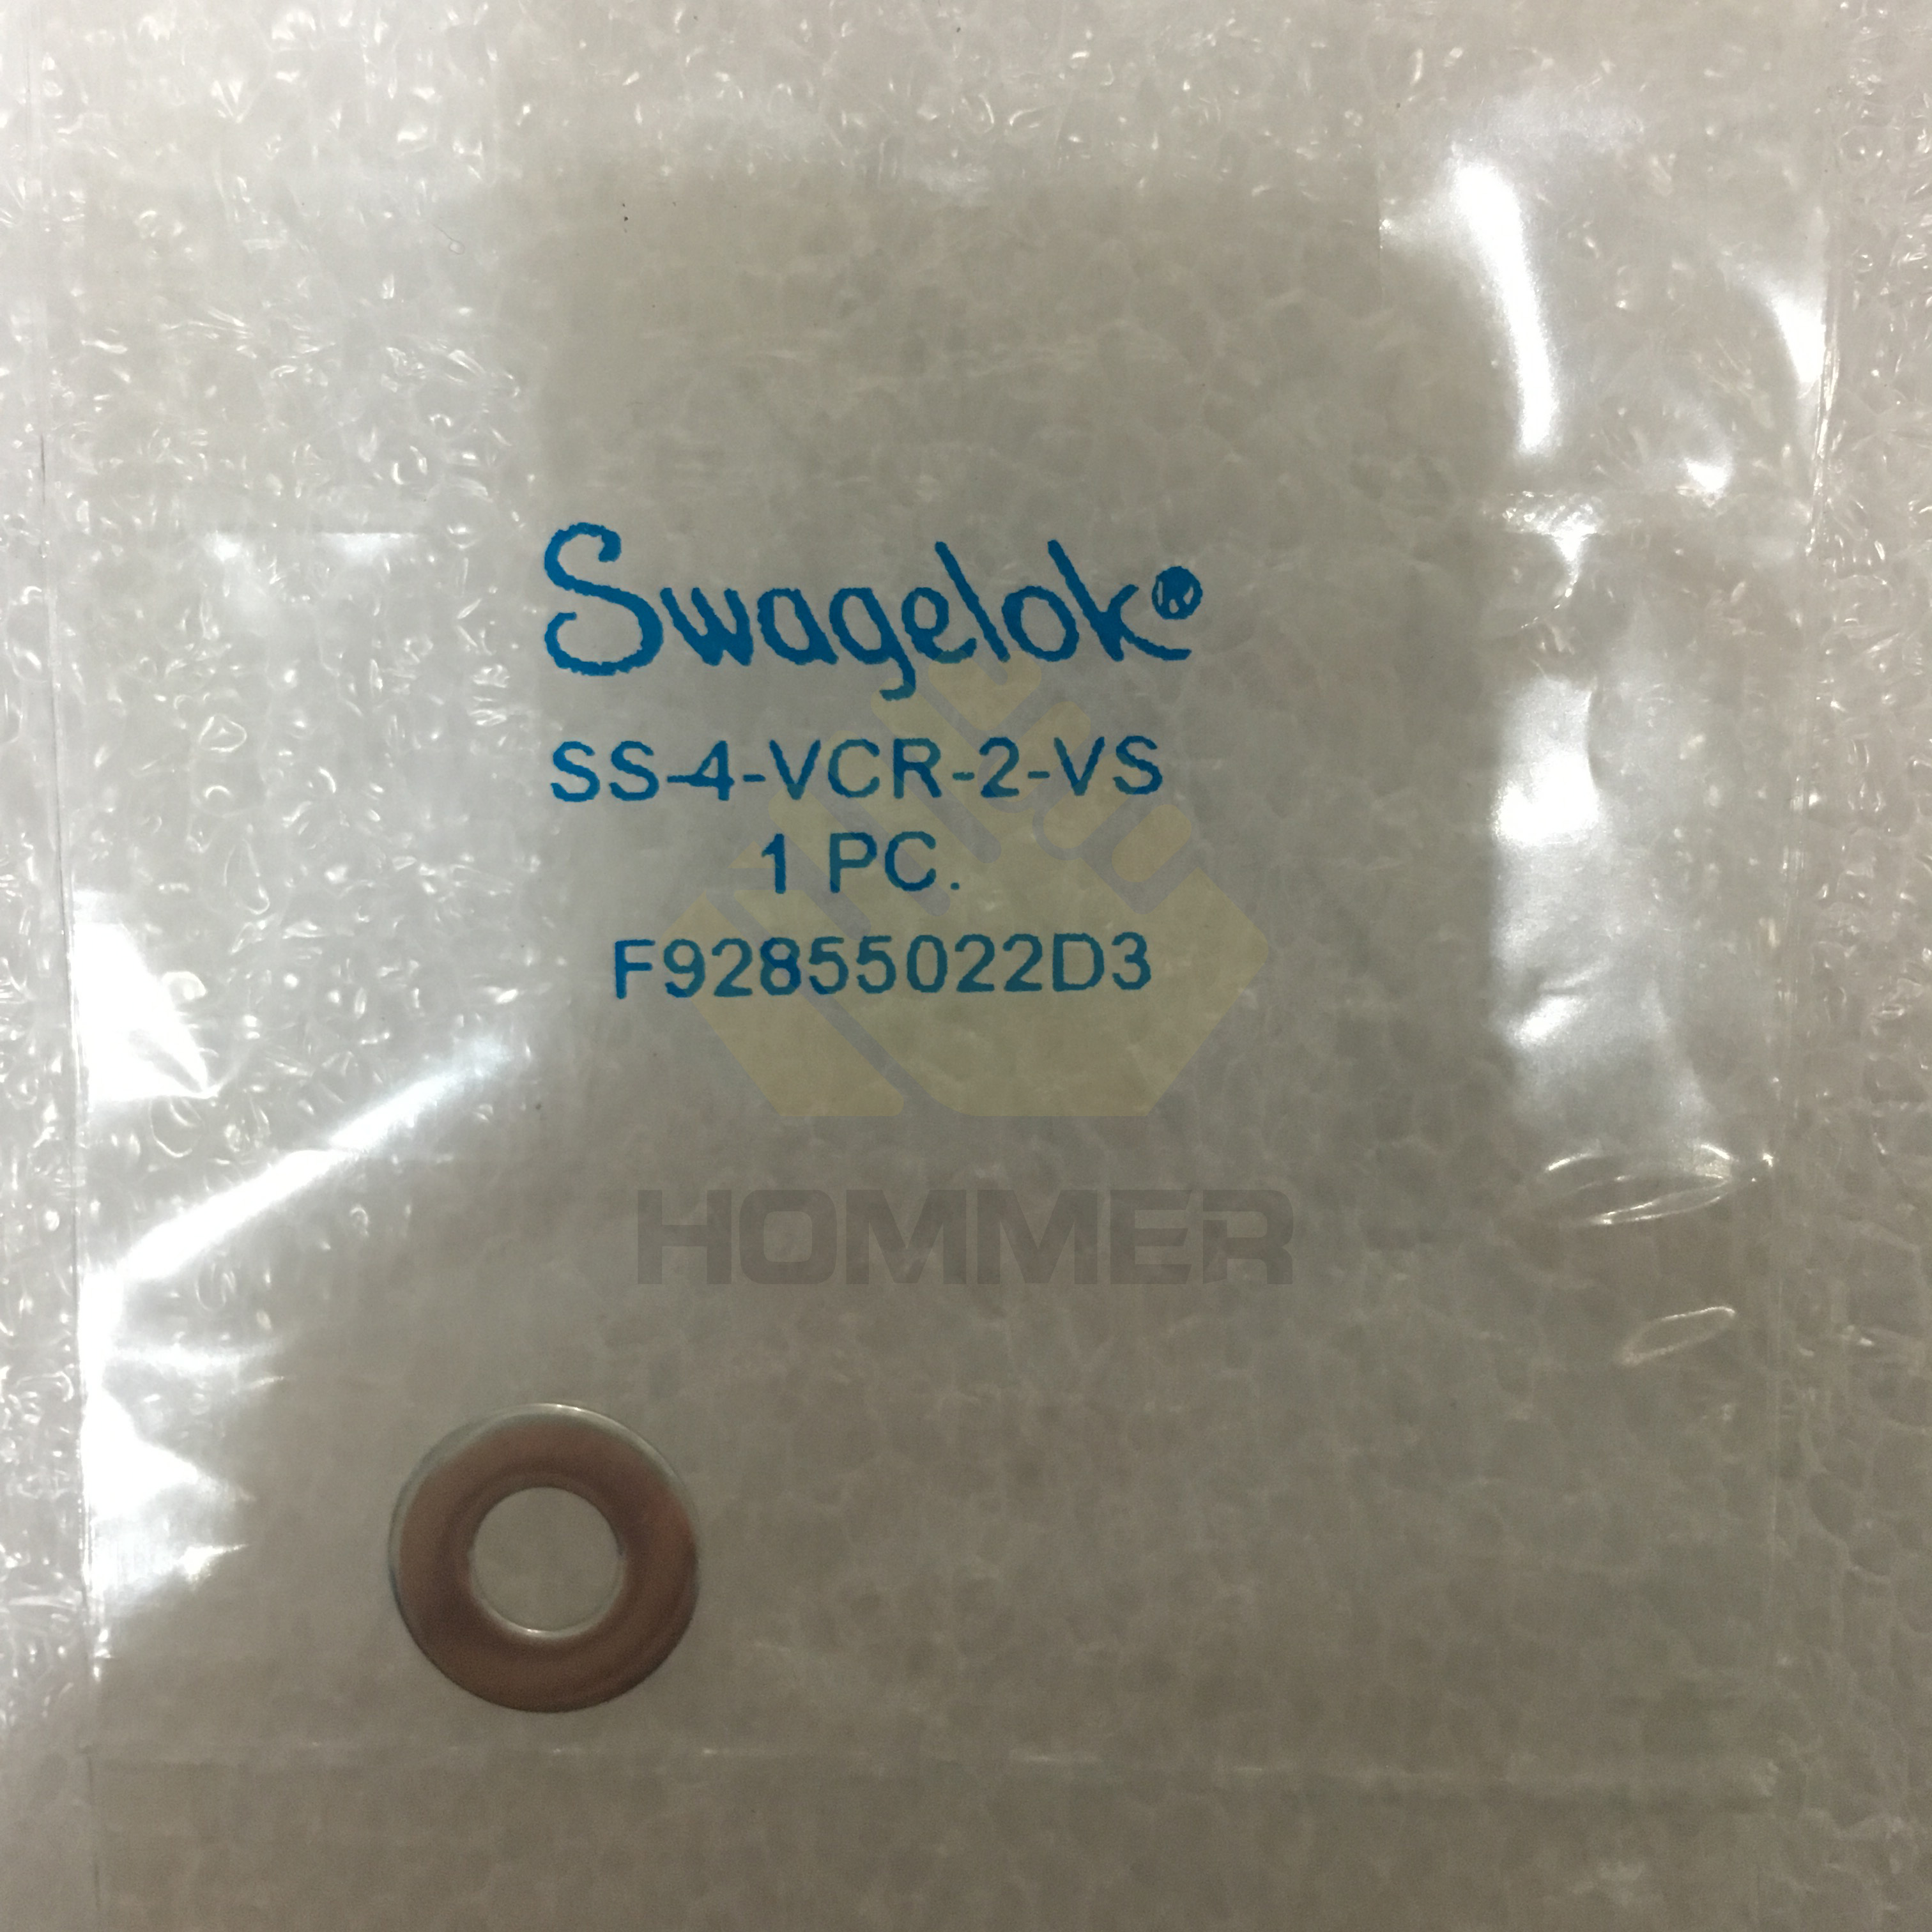 Swagelok®
SS-4-VCR-2-VS
1 PC.
F92855022D3
HOMMER